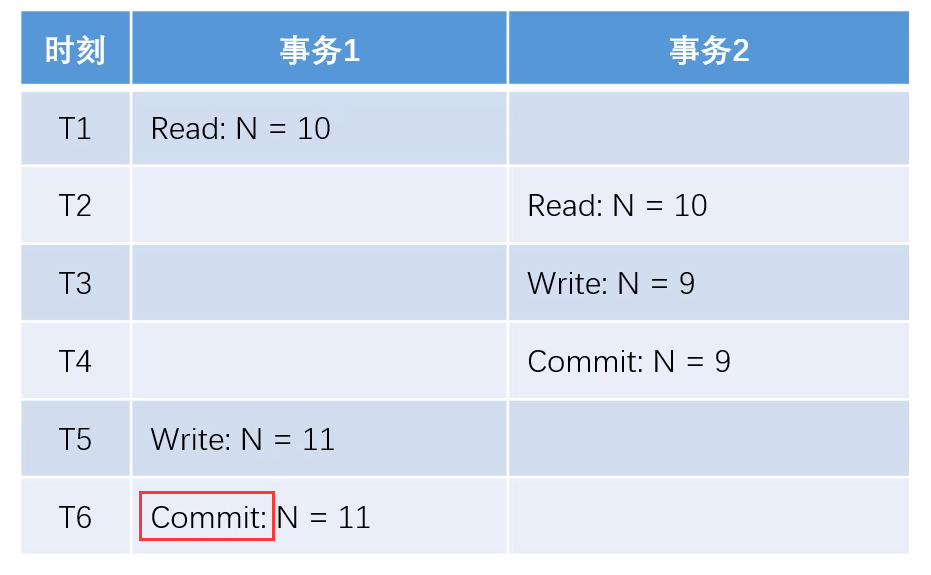 时刻 事务1 事务2
T1 Read: N = 10
T2 Read: N = 10
T3 Write: N = 9
T4 Commit: N = 9
T5 Write: N = 11
T6 Commit: N = 11